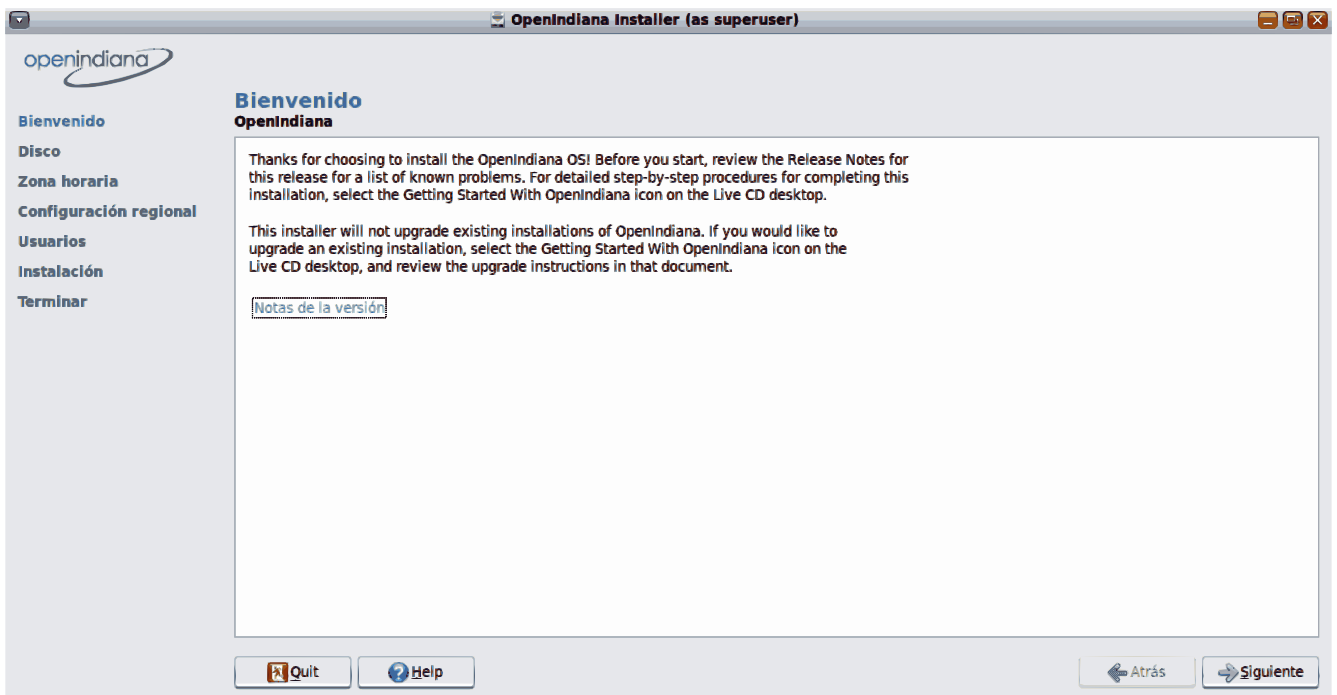 OpenIndiana Installer (as superuser)
openindiana
Bienvenido
Disco
Zona horaria
Configuración regional
Usuarios
Instalación
Terminar
Bienvenido
OpenIndiana
Thanks for choosing to install the OpenIndiana OS! Before you start, review the Release Notes for
this release for a list of known problems. For detailed step-by-step procedures for completing this
installation, select the Getting Started With OpenIndiana icon on the Live CD desktop.
This installer will not upgrade existing installations of OpenIndiana. If you would like to
upgrade an existing installation, select the Getting Started With OpenIndiana icon on the
Live CD desktop, and review the upgrade instructions in that document.
Notas de la versión
Quit
Help
Atrás
Siguiente